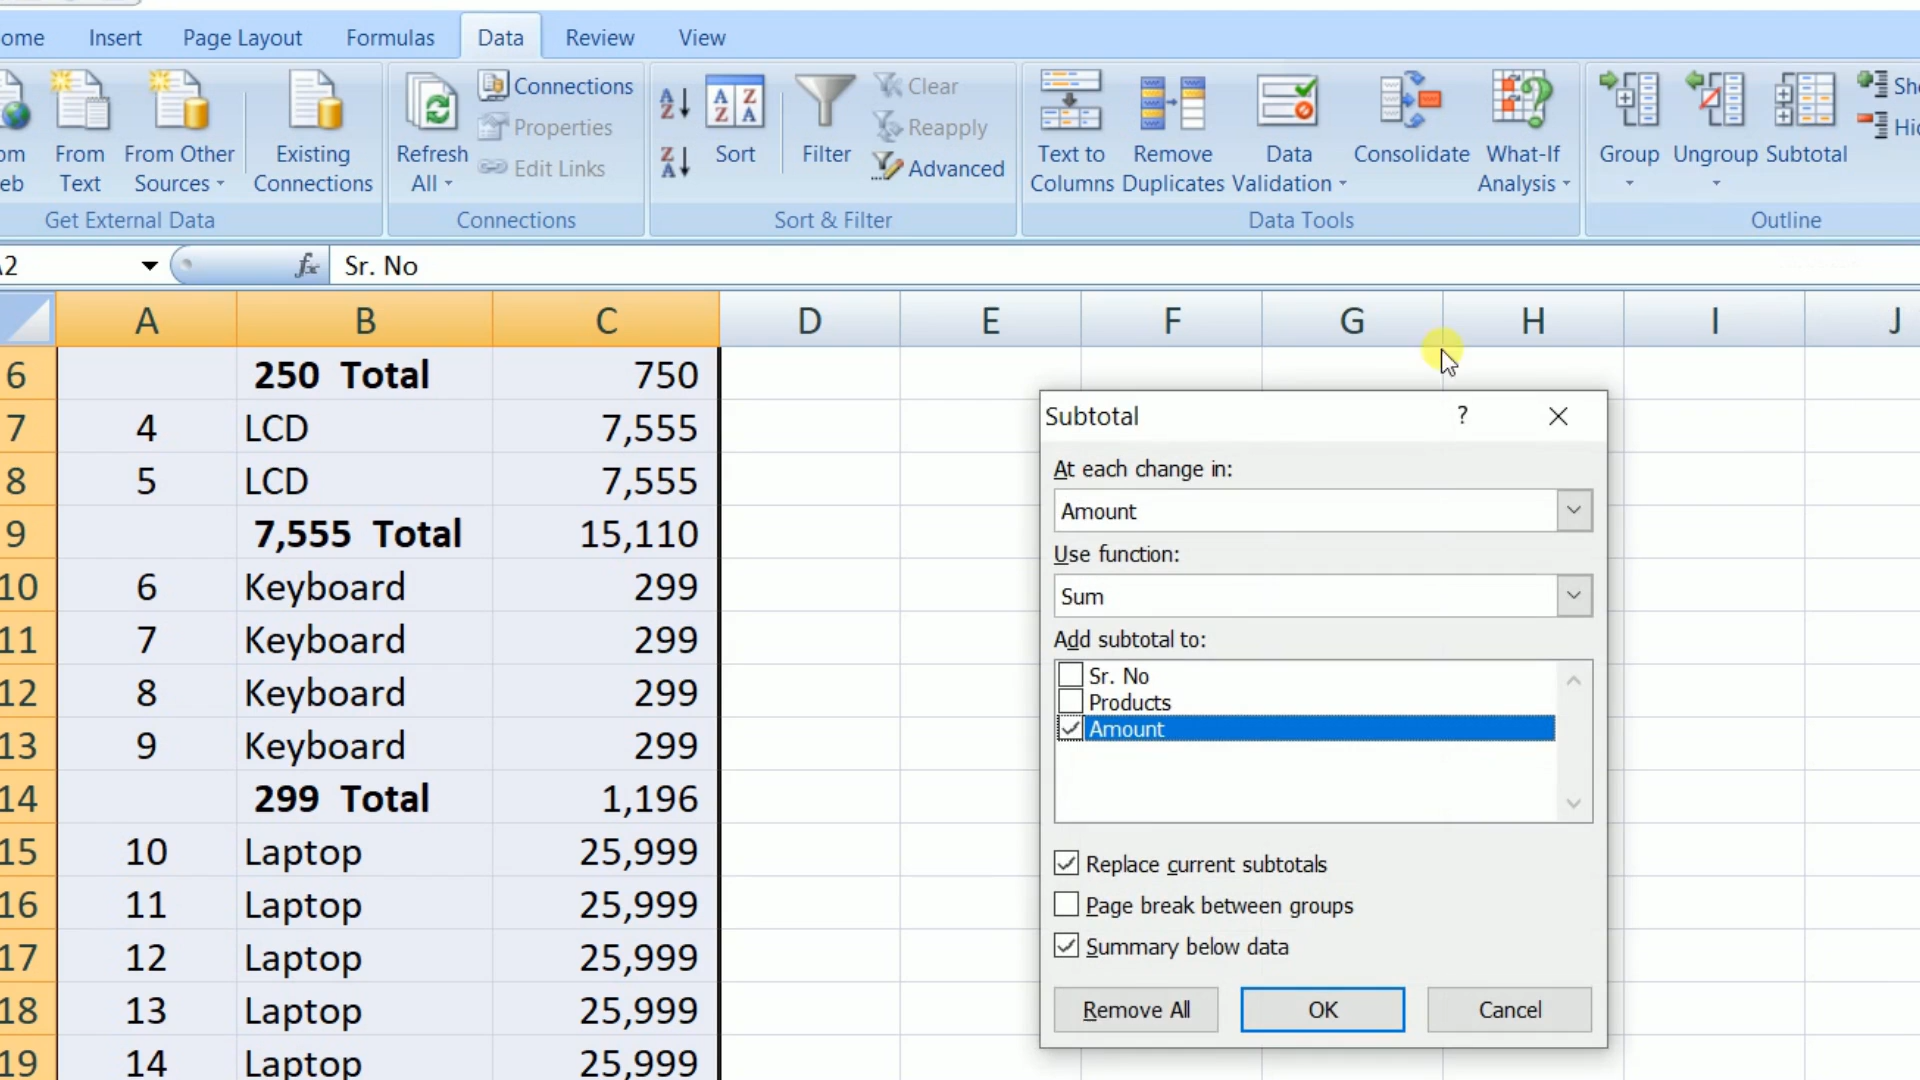 ome Insert Page Layout Formulas Data Review View
om
eb
From
Text
From Other
Sources
Existing
Connections
Get External Data
Refresh
All
Connections
Properties
Edit Links
Connections
A
Z
Z
A
A Z
Z A
Sort
Filter
Clear
Reapply
Advanced
Sort & Filter
Text to
Columns
Remove
Duplicates
Data
Validation
Consolidate
What-If
Analysis
Data Tools
Group
Ungroup
Subtotal
Sho
Hid
Outline
A2 fx Sr. No
A B C D E F G H I J
6 250 Total 750
7 4 LCD 7,555
8 5 LCD 7,555
9 7,555 Total 15,110
10 6 Keyboard 299
11 7 Keyboard 299
12 8 Keyboard 299
13 9 Keyboard 299
14 299 Total 1,196
15 10 Laptop 25,999
16 11 Laptop 25,999
17 12 Laptop 25,999
18 13 Laptop 25,999
19 14 Laptop 25,999
Subtotal ?
At each change in:
Amount
Use function:
Sum
Add subtotal to:
Sr. No
Products
Amount
Replace current subtotals
Page break between groups
Summary below data
Remove All OK Cancel